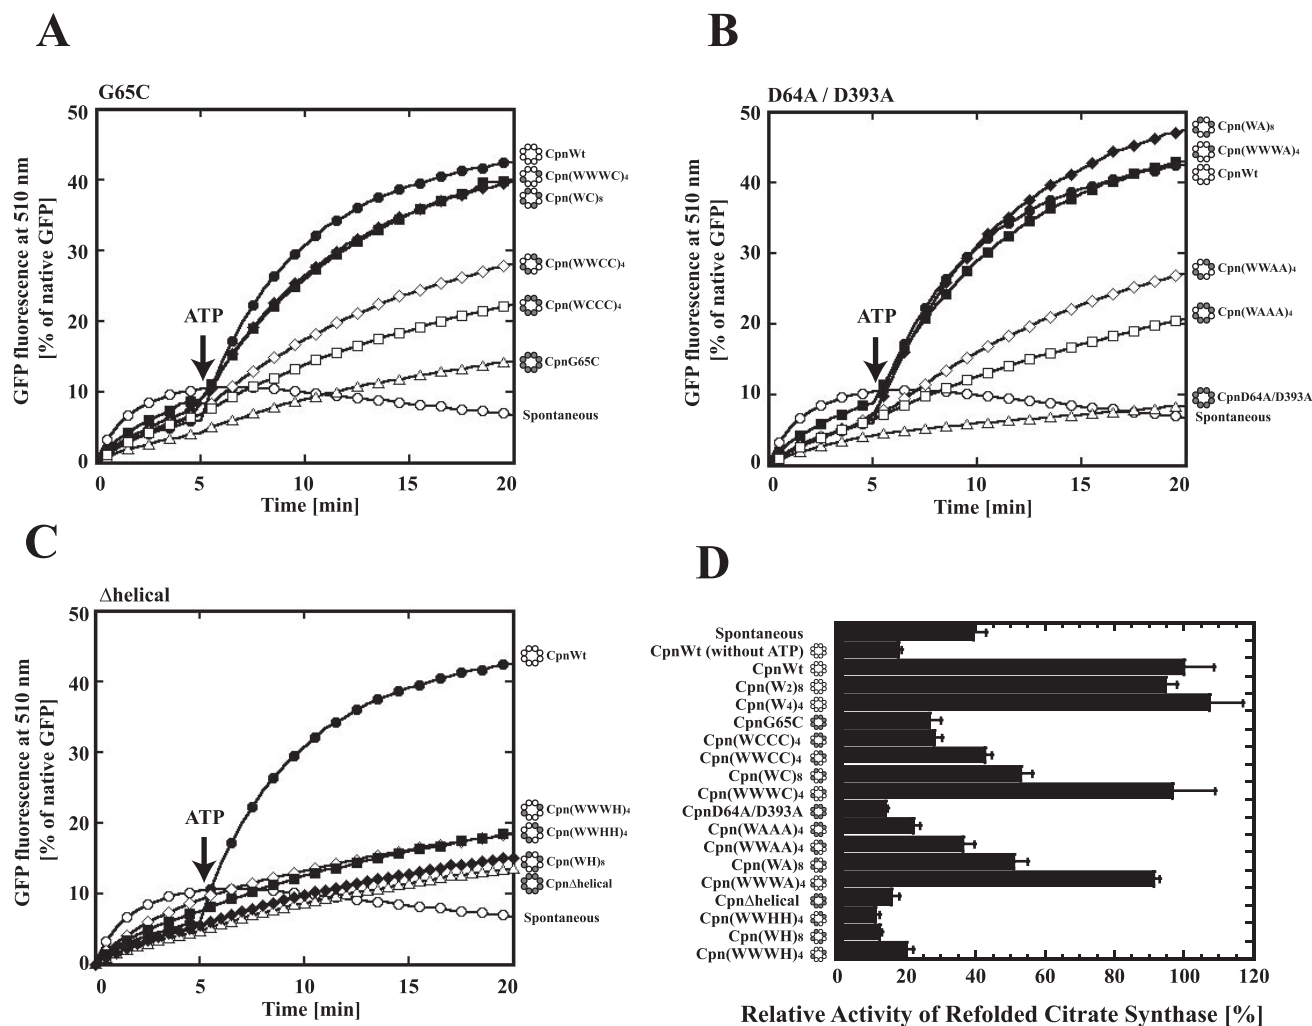 A
G65C
GFP fluorescence at 510 nm
[% of native GFP]
50
40
30
20
10
0
ATP
0 5 10 15 20
Time [min]
CpnWt
Cpn(WWWC)4
Cpn(WC)8
Cpn(WWCC)4
Cpn(WCCC)4
CpnG65C
Spontaneous
B
D64A / D393A
GFP fluorescence at 510 nm
[% of native GFP]
50
40
30
20
10
0
ATP
0 5 10 15 20
Time [min]
Cpn(WA)8
Cpn(WWWA)4
CpnWt
Cpn(WWAA)4
Cpn(WAAA)4
CpnD64A/D393A
Spontaneous
C
Δhelical
GFP fluorescence at 510 nm
[% of native GFP]
50
40
30
20
10
0
ATP
0 5 10 15 20
Time [min]
CpnWt
Cpn(WWWH)4
Cpn(WWHH)4
Cpn(WH)8
CpnΔhelical
Spontaneous
D
Spontaneous
CpnWt (without ATP)
CpnWt
Cpn(W2)8
Cpn(W4)4
CpnG65C
Cpn(WCCC)4
Cpn(WWCC)4
Cpn(WC)8
Cpn(WWWC)4
CpnD64A/D393A
Cpn(WAAA)4
Cpn(WWAA)4
Cpn(WA)8
Cpn(WWWA)4
CpnΔhelical
Cpn(WWHH)4
Cpn(WH)8
Cpn(WWWH)4
0 20 40 60 80 100 120
Relative Activity of Refolded Citrate Synthase [%]